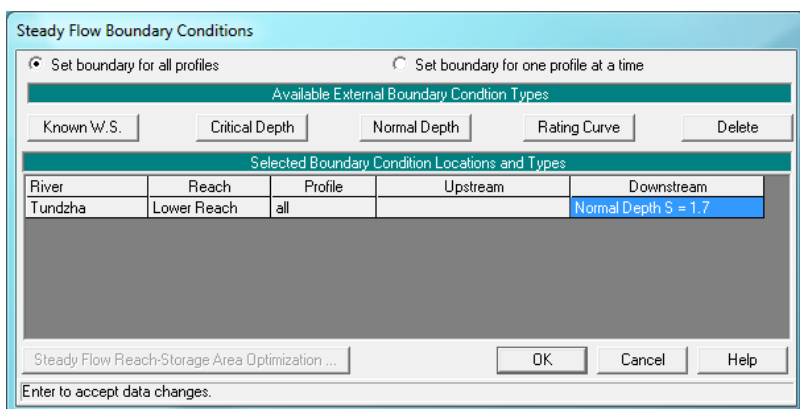 Steady Flow Boundary Conditions
Set boundary for all profiles Set boundary for one profile at a time
Available External Boundary Condtion Types
Known W.S. Critical Depth Normal Depth Rating Curve Delete
Selected Boundary Condition Locations and Types
River Reach Profile Upstream Downstream
Tundzha Lower Reach all Normal Depth S = 1.7
Steady Flow Reach-Storage Area Optimization ... OK Cancel Help
Enter to accept data changes.